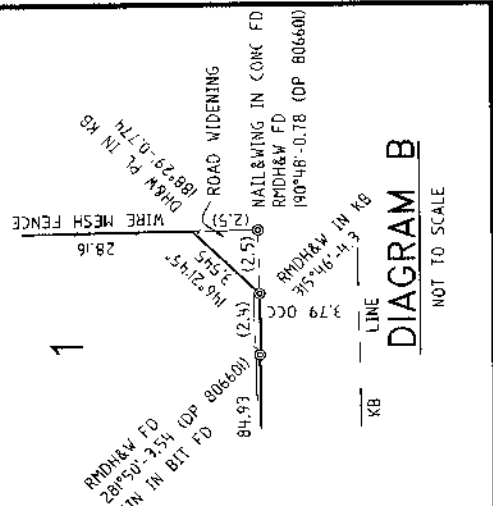 DH&W PL IN KB
188°29'-0.774
ROAD WIDENING
WIRE MESH FENCE
28.16
(2.5)
NAIL&WING IN CONC FD
RMDH&W FD
190°48'-0.78 (DP 806601)
1
146°21'45"
3.545
(2.5)
RMDH&W IN KB
315°46'-4.3
(2.4)
3.79 OCC
84.93
RMDH&W FD
281°50'-3.54 (DP 806601)
IN BIT FD
KB
LINE
DIAGRAM B
NOT TO SCALE